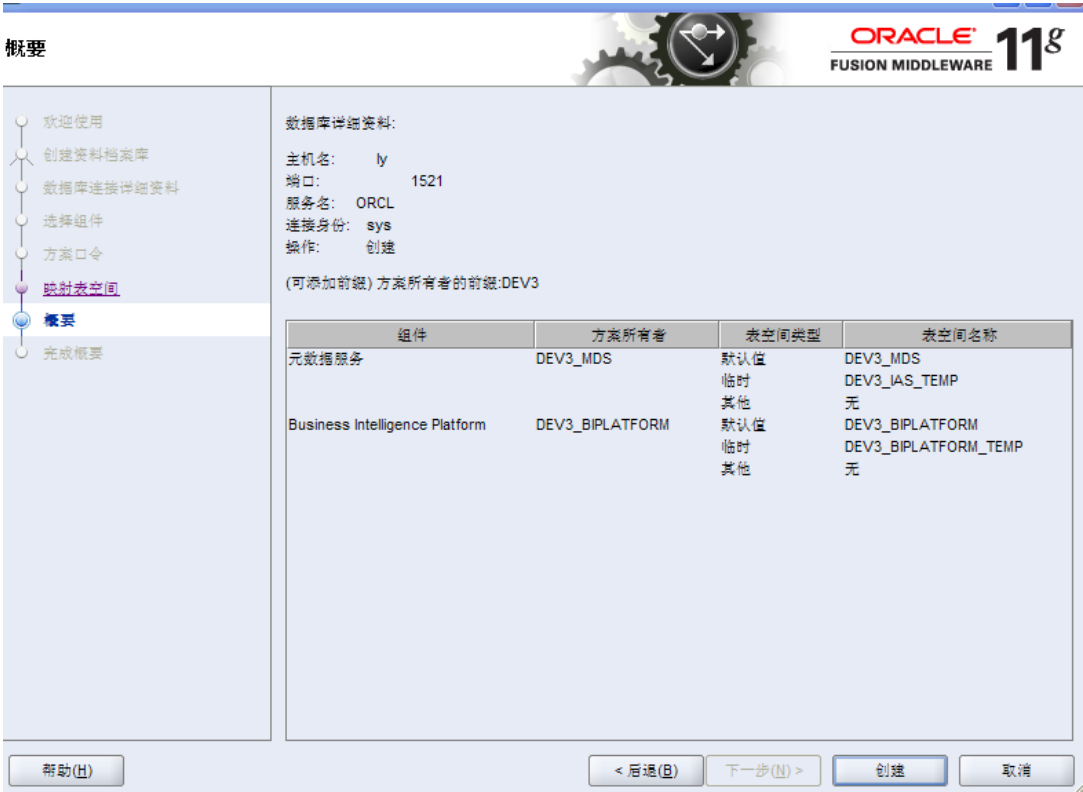 概要
ORACLE
FUSION MIDDLEWARE 11g
欢迎使用
创建资料档案库
数据库连接详细资料
选择组件
方案口令
映射表空间
概要
完成概要
数据库详细资料:
主机名: ly
端口: 1521
服务名: ORCL
连接身份: sys
操作: 创建
(可添加前缀) 方案所有者的前缀:DEV3
组件 方案所有者 表空间类型 表空间名称
元数据服务 DEV3_MDS 默认值 DEV3_MDS
临时 DEV3_IAS_TEMP
其他 无
Business Intelligence Platform DEV3_BIPLATFORM 默认值 DEV3_BIPLATFORM
临时 DEV3_BIPLATFORM_TEMP
其他 无
帮助(H) < 后退(B) 下一步(N) > 创建 取消